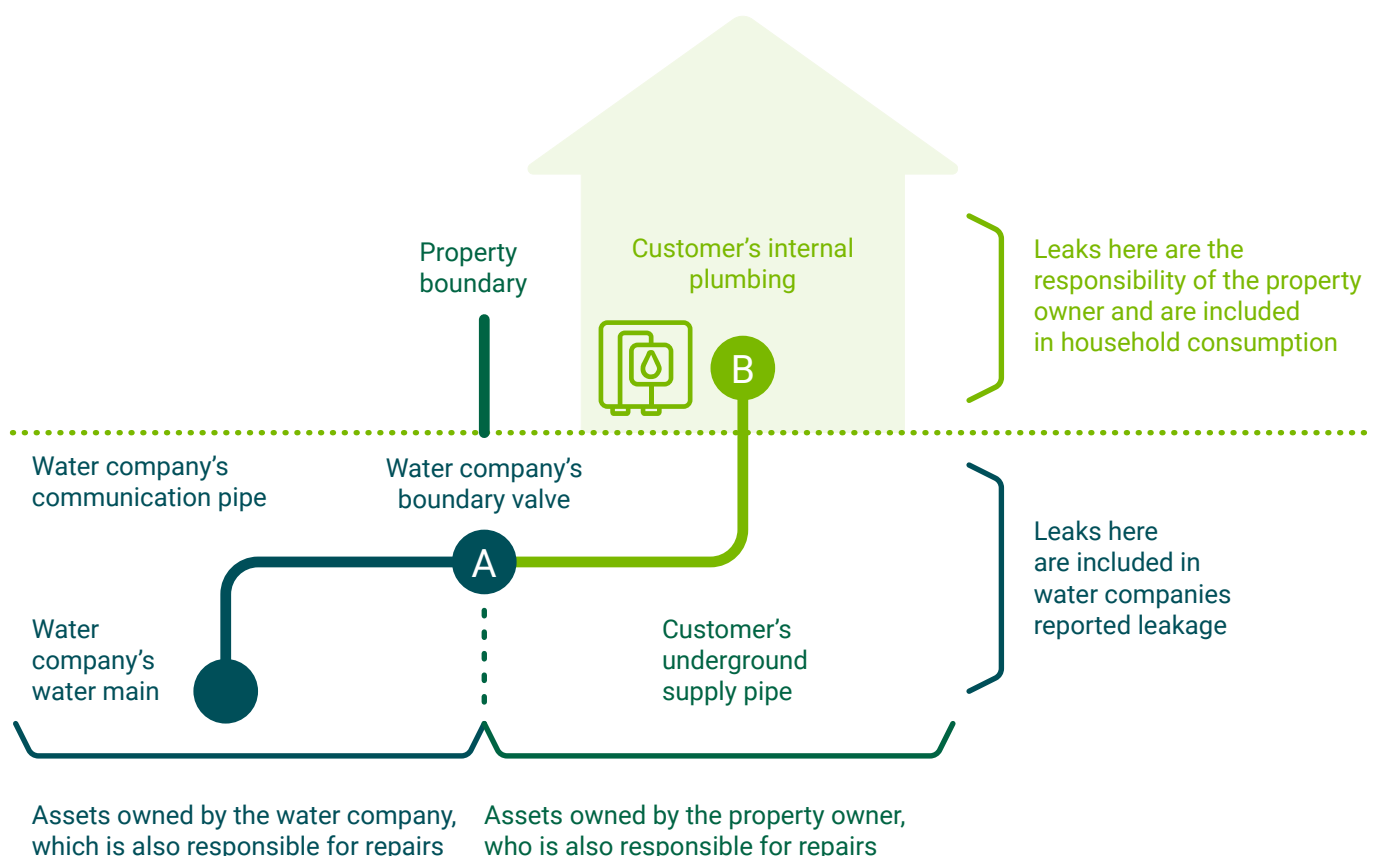 Property
boundary
Customer’s internal
plumbing
B
Leaks here are the
responsibility of the property
owner and are included
in household consumption
Water company’s
communication pipe
Water company’s
boundary valve
A
Leaks here
are included in
water companies
reported leakage
Water
company’s
water main
Customer’s
underground
supply pipe
Assets owned by the water company,
which is also responsible for repairs
Assets owned by the property owner,
who is also responsible for repairs